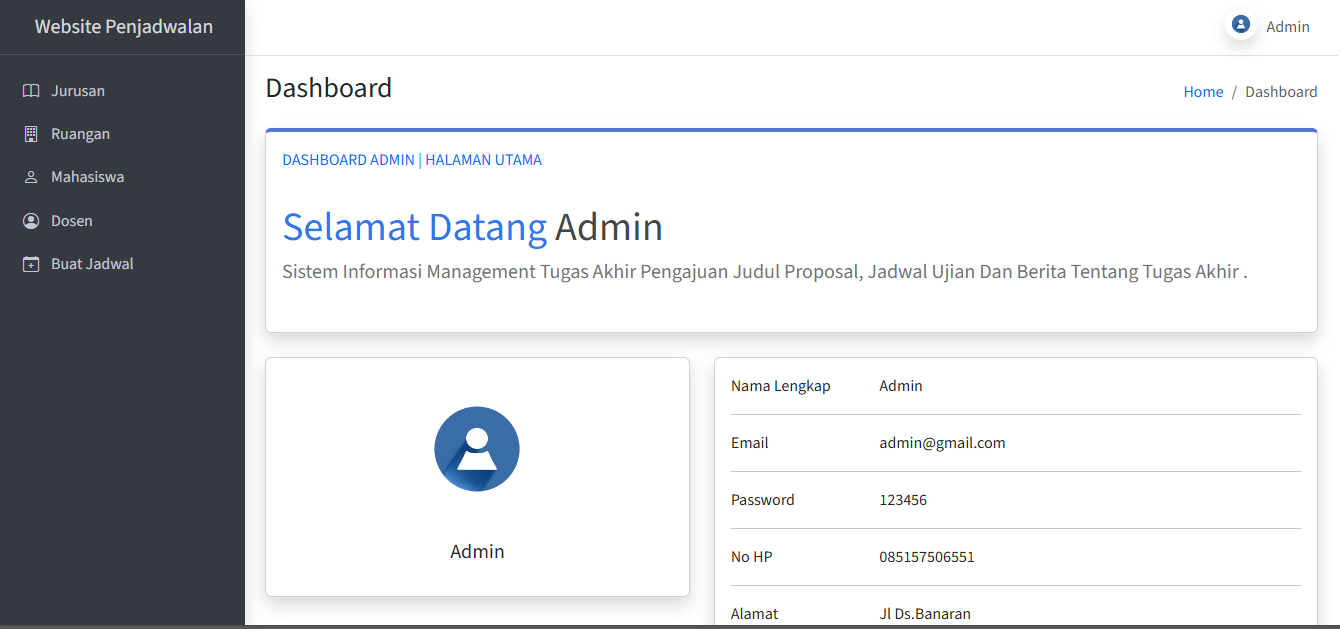 Website Penjadwalan
Admin
Jurusan
Ruangan
Mahasiswa
Dosen
Buat Jadwal
Dashboard
Home / Dashboard
DASHBOARD ADMIN | HALAMAN UTAMA
Selamat Datang Admin
Sistem Informasi Management Tugas Akhir Pengajuan Judul Proposal, Jadwal Ujian Dan Berita Tentang Tugas Akhir .
Admin
Nama Lengkap Admin
Email admin@gmail.com
Password 123456
No HP 085157506551
Alamat Jl Ds.Banaran